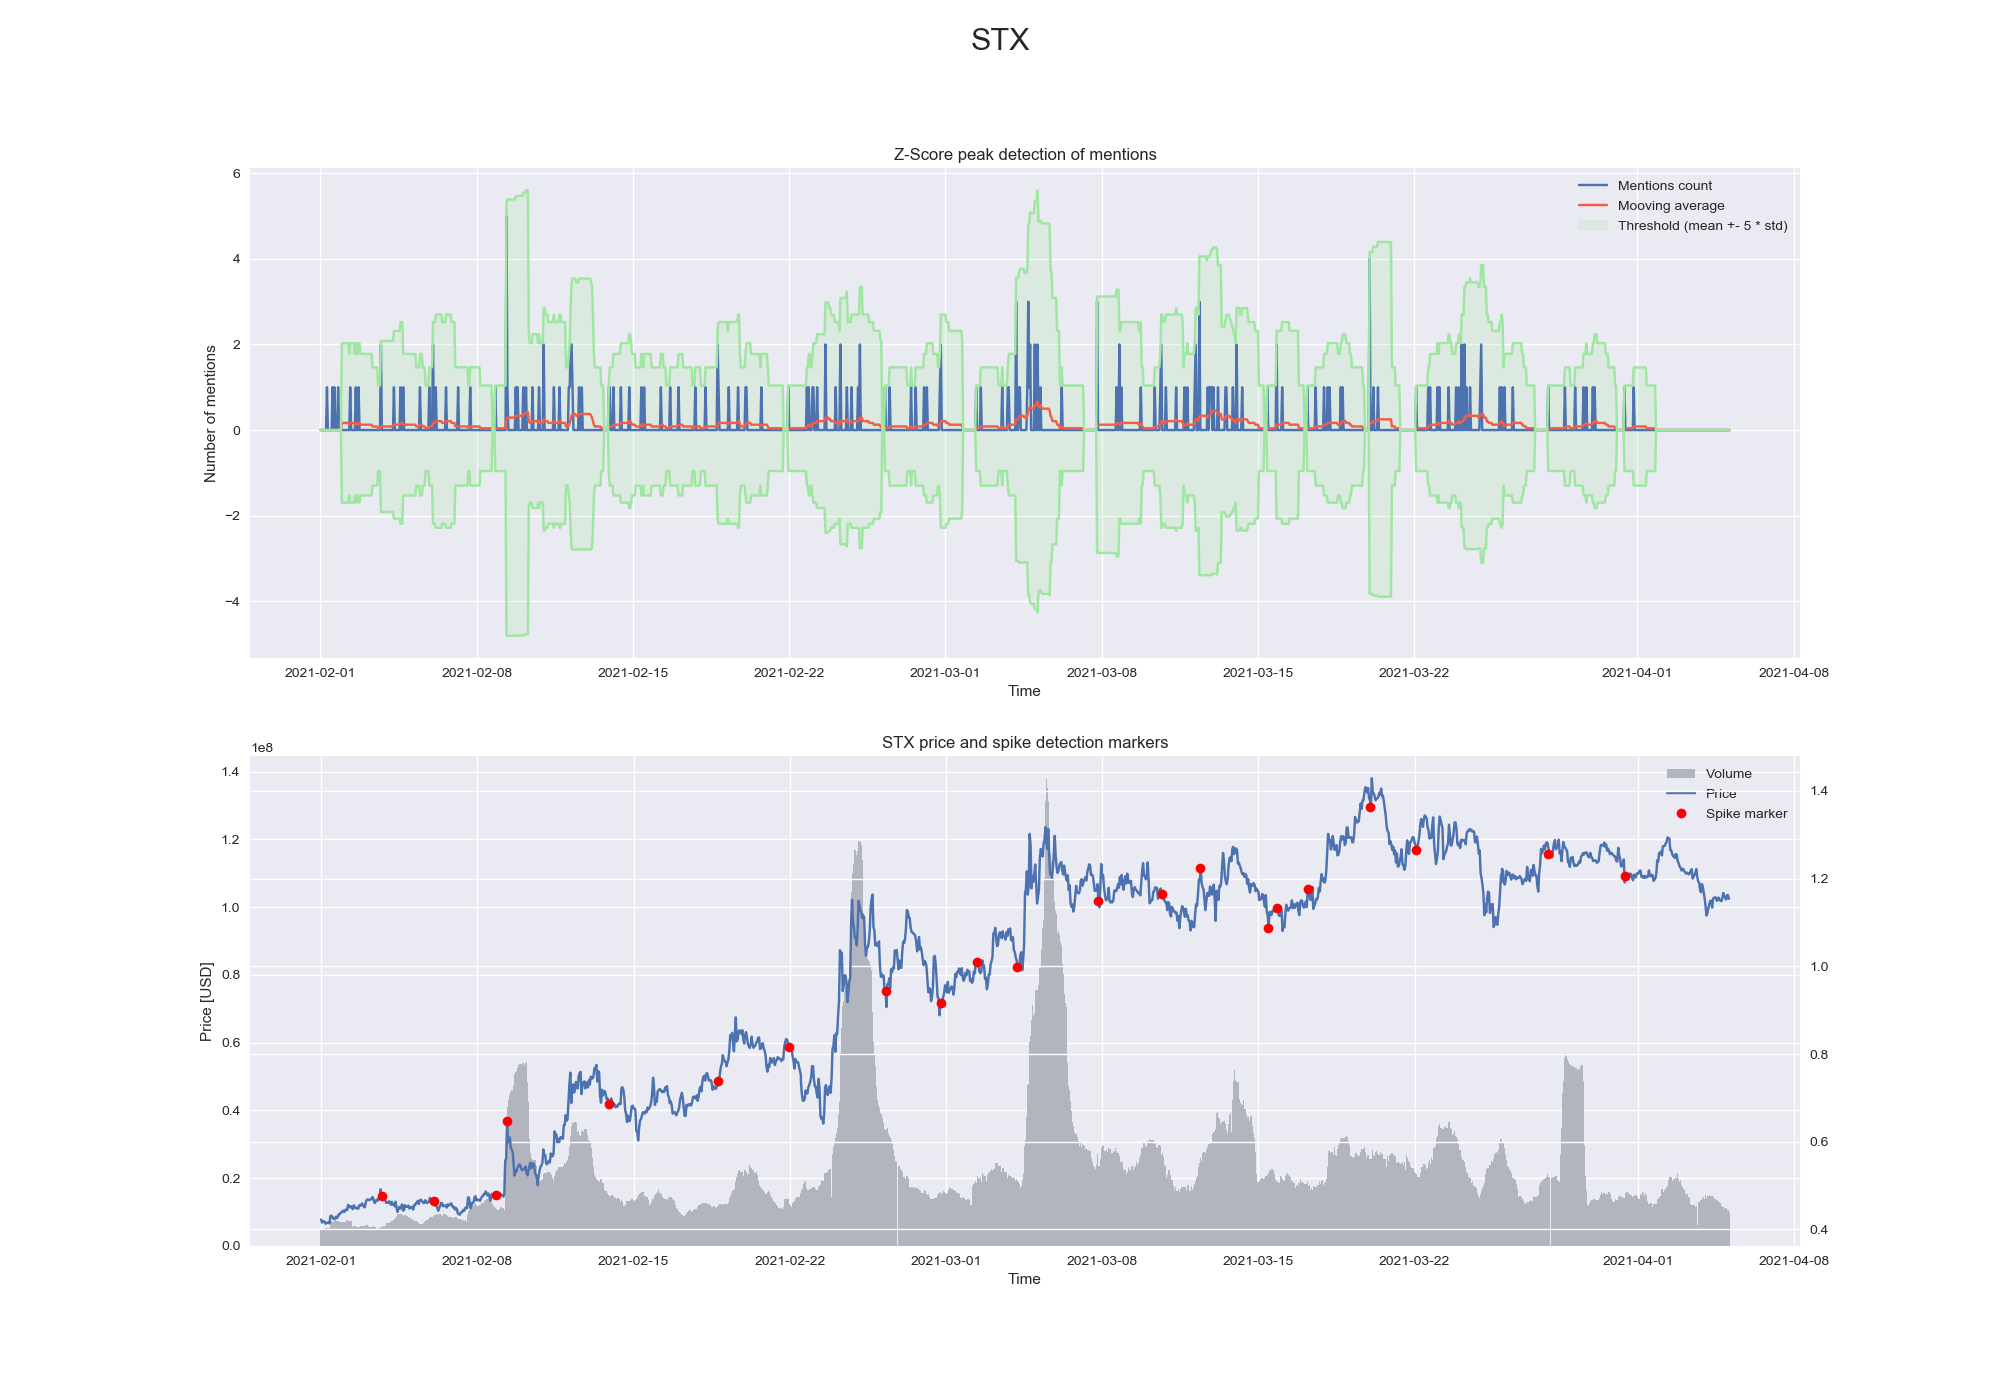 STX
Z-Score peak detection of mentions
Mentions count
Mooving average
Threshold (mean +- 5 * std)
Number of mentions
6
4
2
0
−2
−4
2021-02-01 2021-02-08 2021-02-15 2021-02-22 2021-03-01 2021-03-08 2021-03-15 2021-03-22 2021-04-01 2021-04-08
Time
STX price and spike detection markers
1e8
Volume
Price
Spike marker
Price [USD]
1.4
1.2
1.0
0.8
0.6
0.4
0.2
0.0
1.4
1.2
1.0
0.8
0.6
0.4
2021-02-01 2021-02-08 2021-02-15 2021-02-22 2021-03-01 2021-03-08 2021-03-15 2021-03-22 2021-04-01 2021-04-08
Time